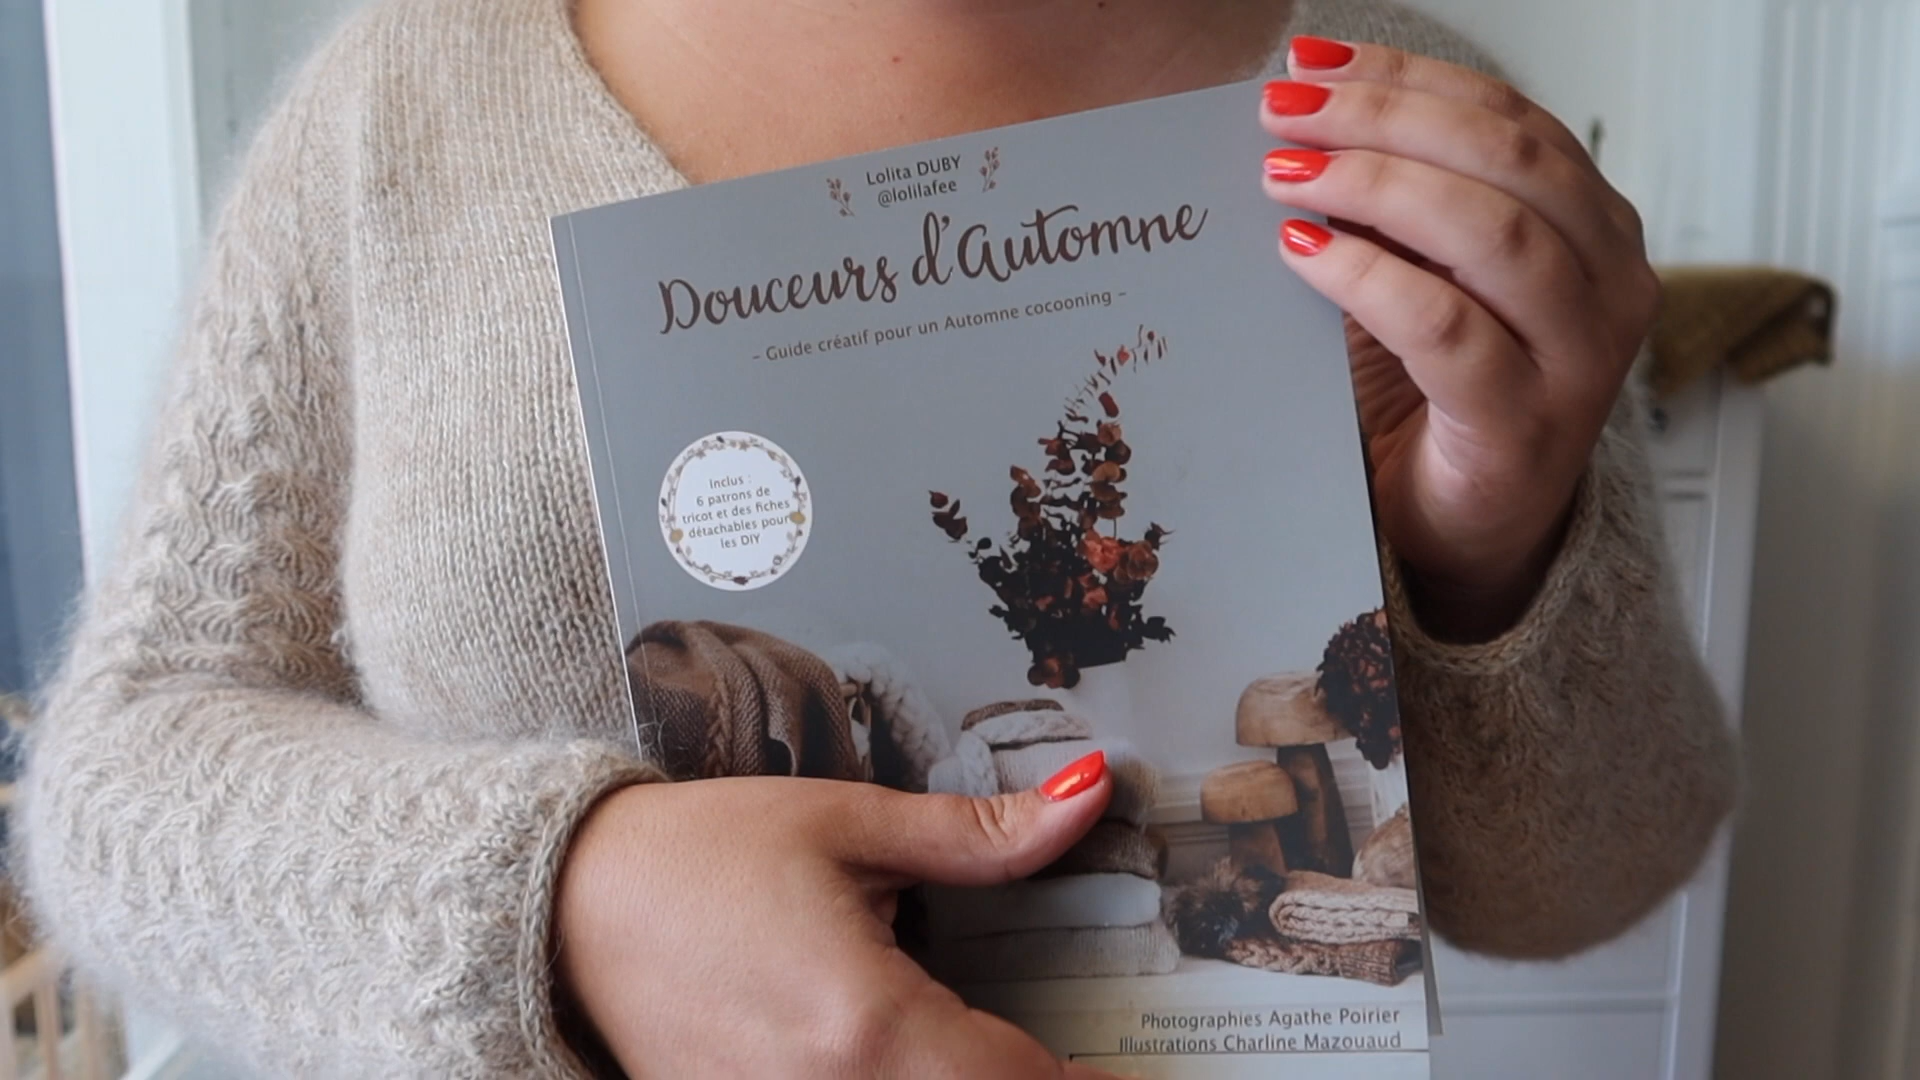 Lolita DUBY
@lolilafee
Douceurs d'Automne
– Guide créatif pour un Automne cocooning –
Inclus :
6 patrons de
tricot et des fiches
détachables pour
les DIY
Photographies Agathe Poirier
Illustrations Charline Mazouaud